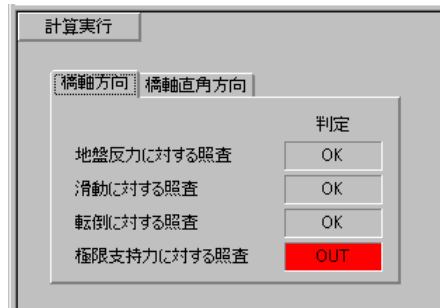 計算実行
橋軸方向 橋軸直角方向
判定
地盤反力に対する照査 OK
滑動に対する照査 OK
転倒に対する照査 OK
極限支持力に対する照査 OUT